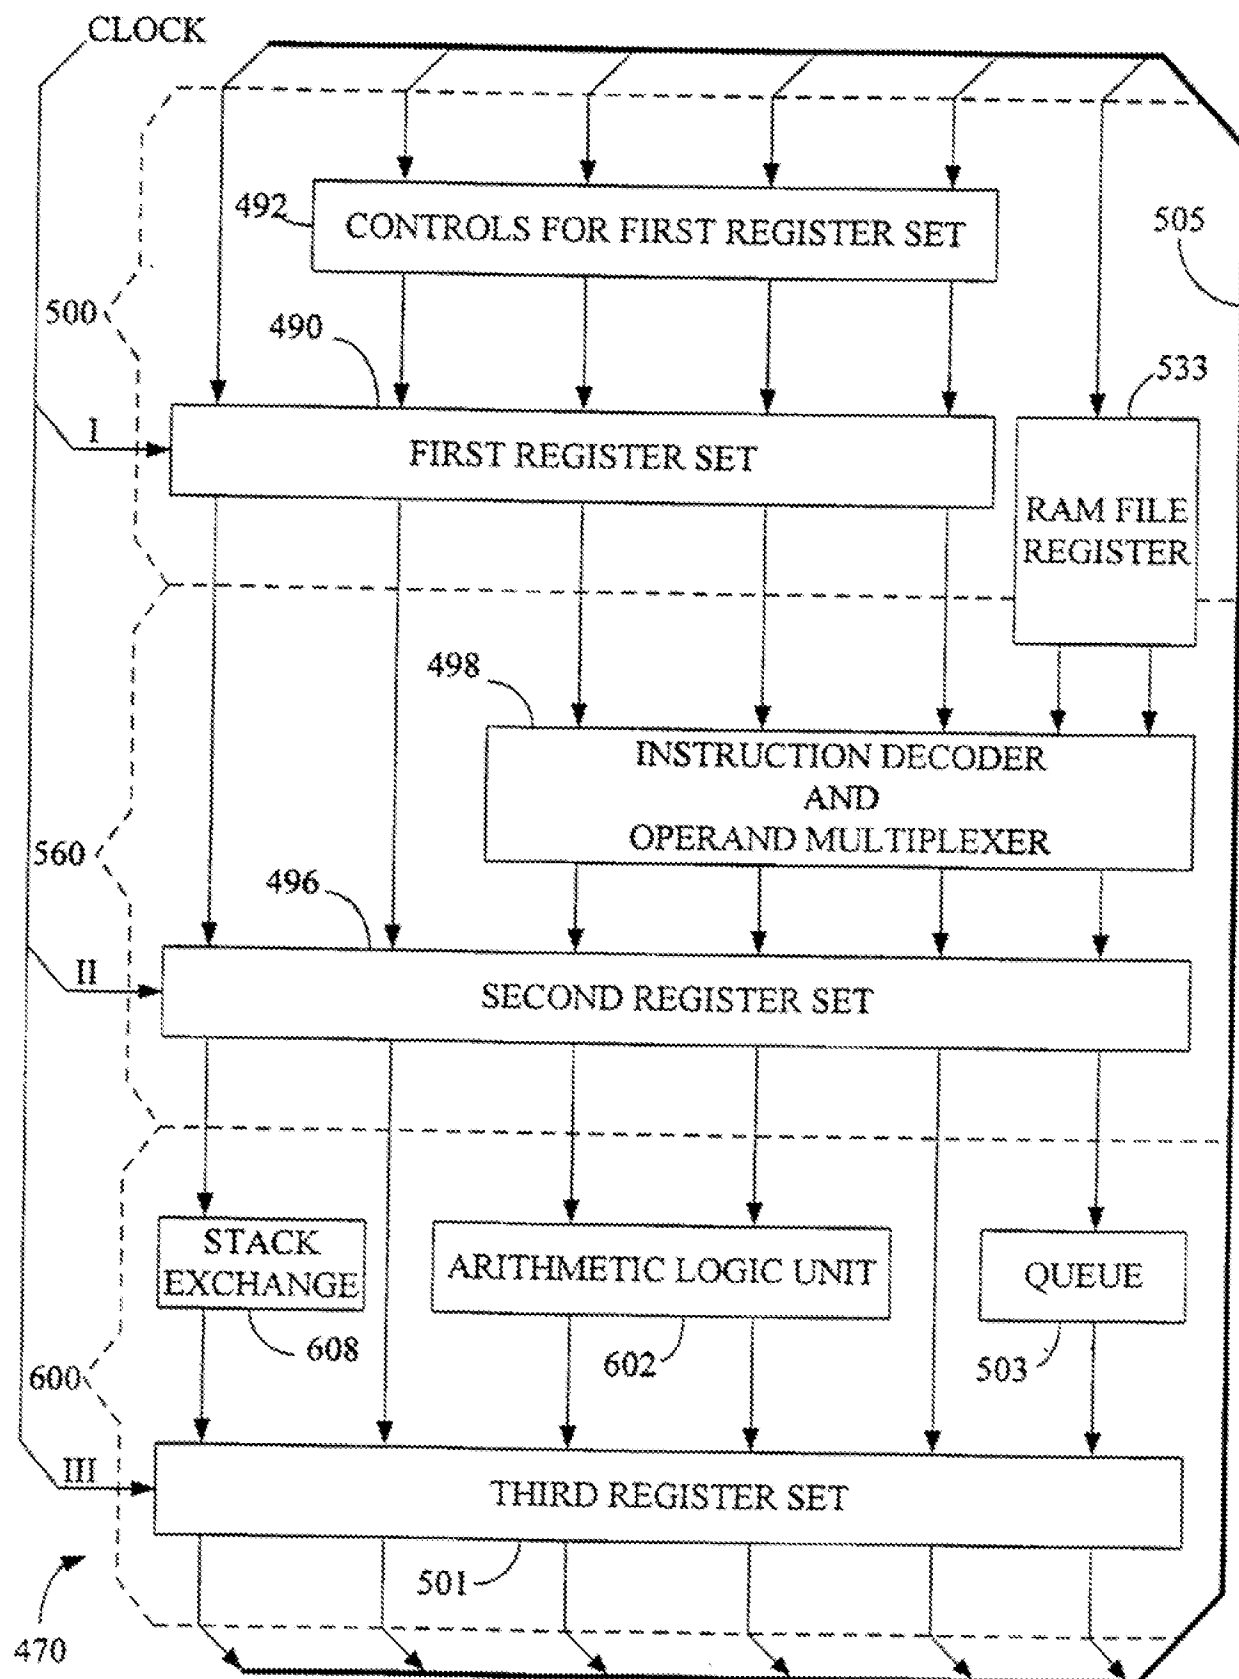 CLOCK
492
CONTROLS FOR FIRST REGISTER SET
505
500
490
533
I
FIRST REGISTER SET
RAM FILE
REGISTER
498
INSTRUCTION DECODER
AND
OPERAND MULTIPLEXER
560
496
II
SECOND REGISTER SET
STACK
EXCHANGE
ARITHMETIC LOGIC UNIT
QUEUE
608
602
503
600
III
THIRD REGISTER SET
501
470